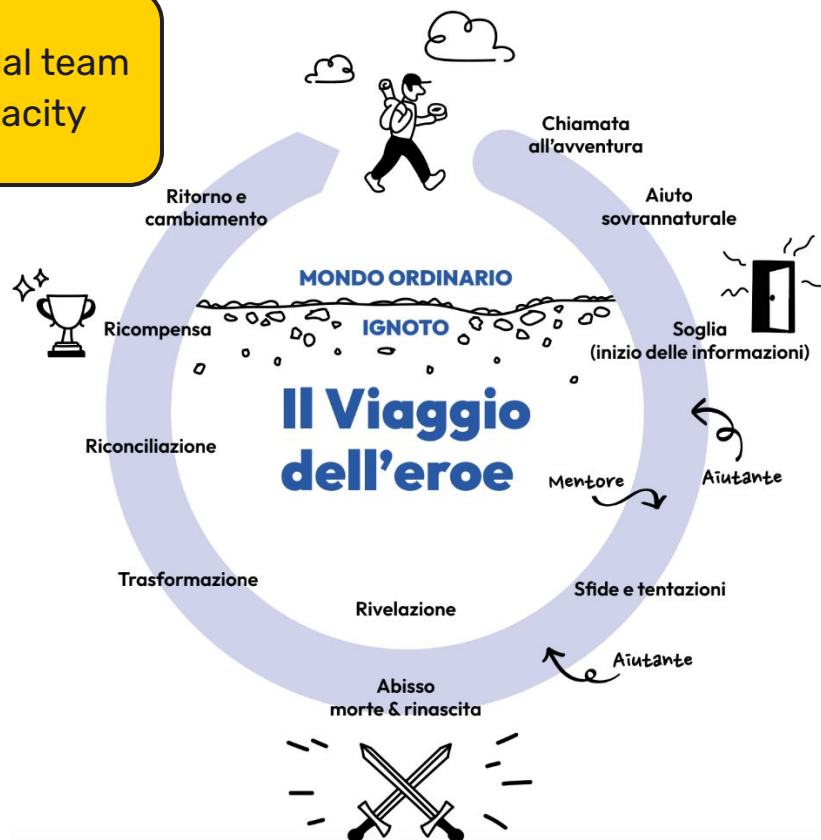 dal team
acity
Chiamata
all'avventura
Ritorno e
cambiamento
Aiuto
sovrannaturale
MONDO ORDINARIO
Ricompensa
IGNOTO
Soglia
(inizio delle informazioni)
Il Viaggio
dell'eroe
Riconciliazione
Mentore
Aiutante
Trasformazione
Sfide e tentazioni
Rivelazione
Aiutante
Abisso
morte & rinascita